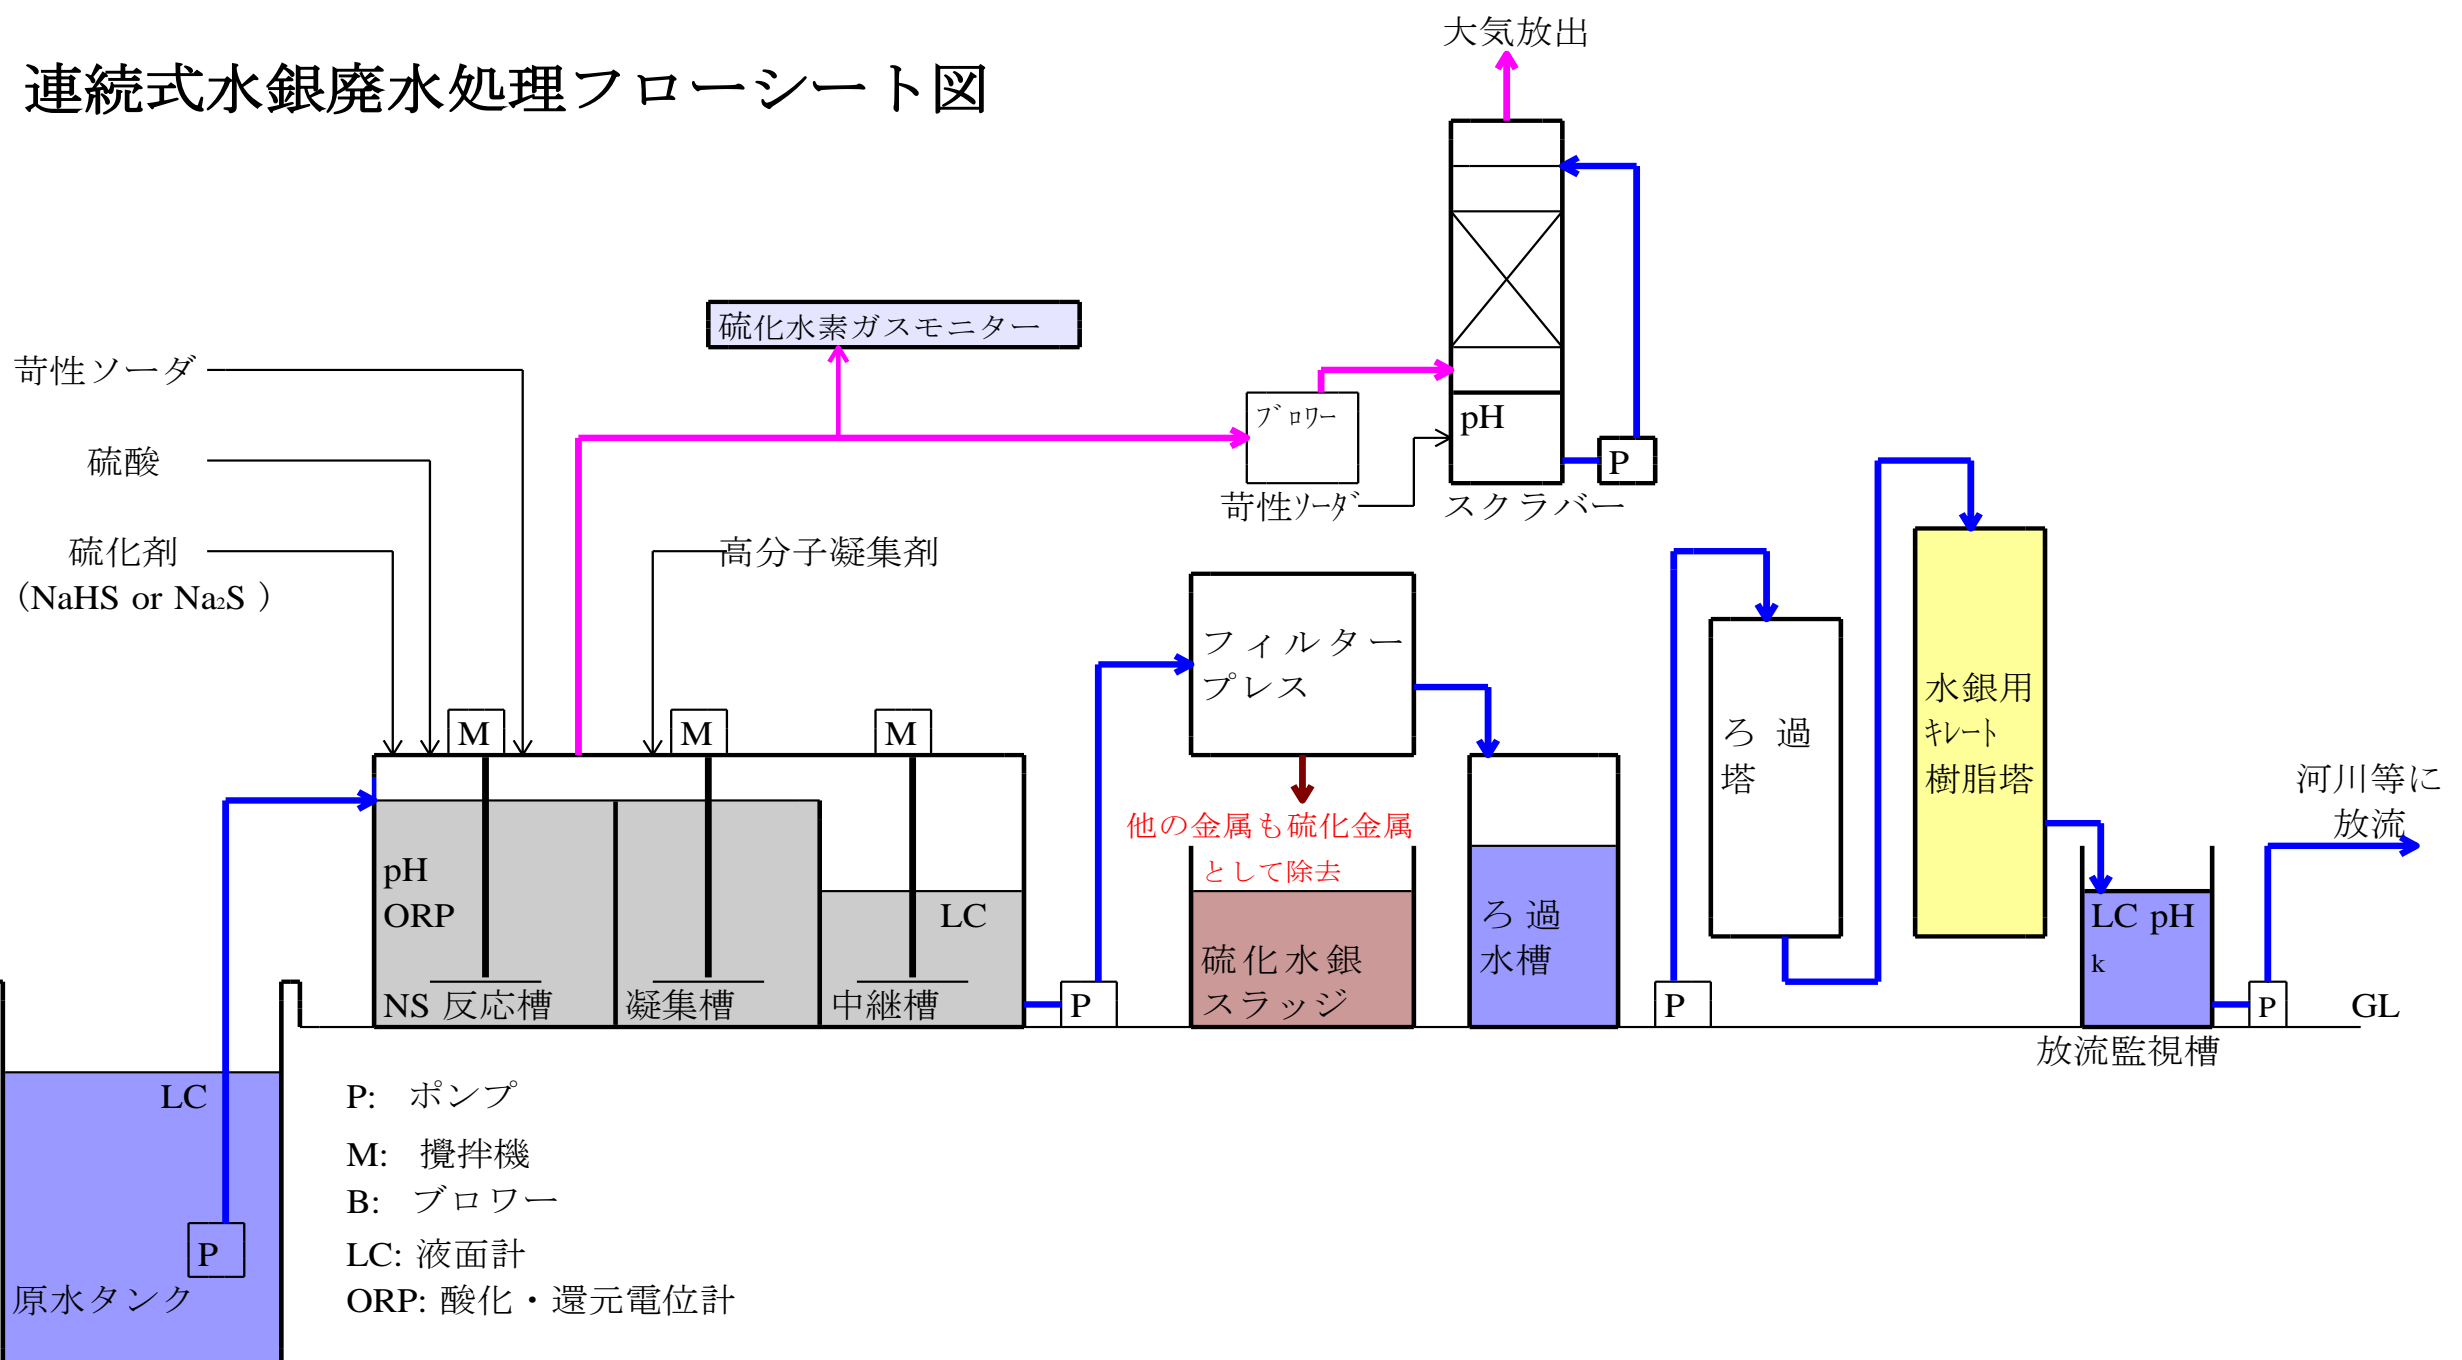 大気放出
連続式水銀廃水処理フローシート図
硫化水素ガスモニター
苛性ソーダ
ブロワー
pH
硫酸
P
苛性ソーダ
スクラバー
硫化剤
高分子凝集剤
(NaHS or Na₂S )
フィルター
プレス
水銀用
キレート
樹脂塔
M
M
M
ろ 過
塔
河川等に
放流
他の金属も硫化金属
として除去
pH
ORP
LC
ろ 過
水槽
LC pH
k
硫化水銀
スラッジ
NS 反応槽
凝集槽
中継槽
P
P
P
GL
放流監視槽
LC
P: ポンプ
M: 攪拌機
B: ブロワー
P
LC: 液面計
原水タンク
ORP: 酸化・還元電位計